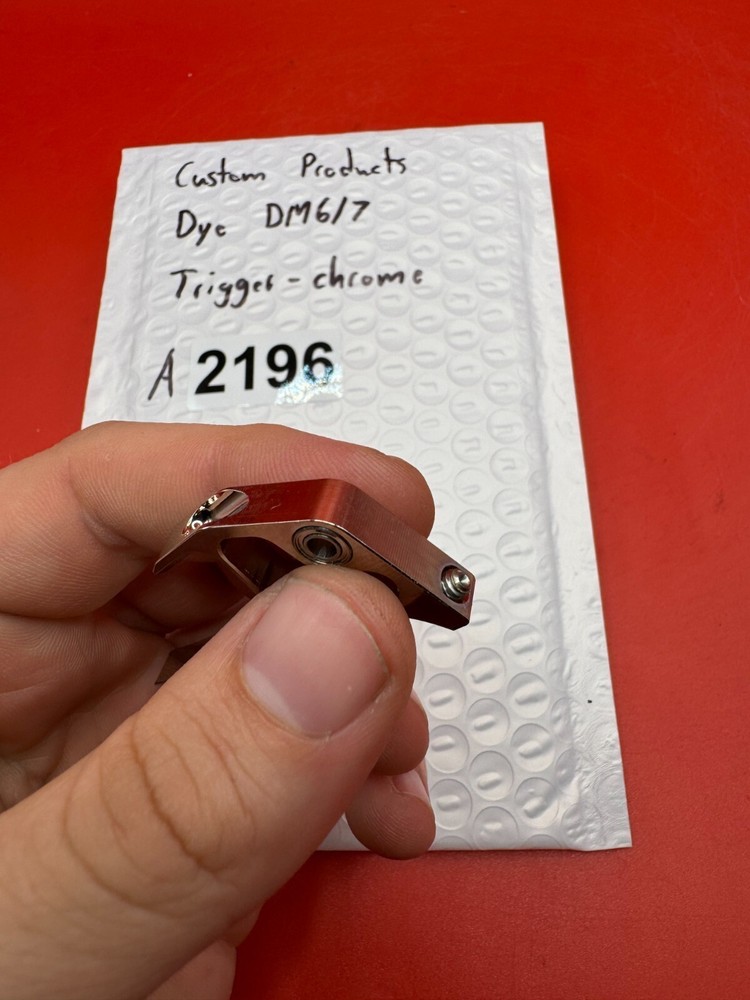 Custom Products
Dye DM6/7
Trigger - chrome
A 2196